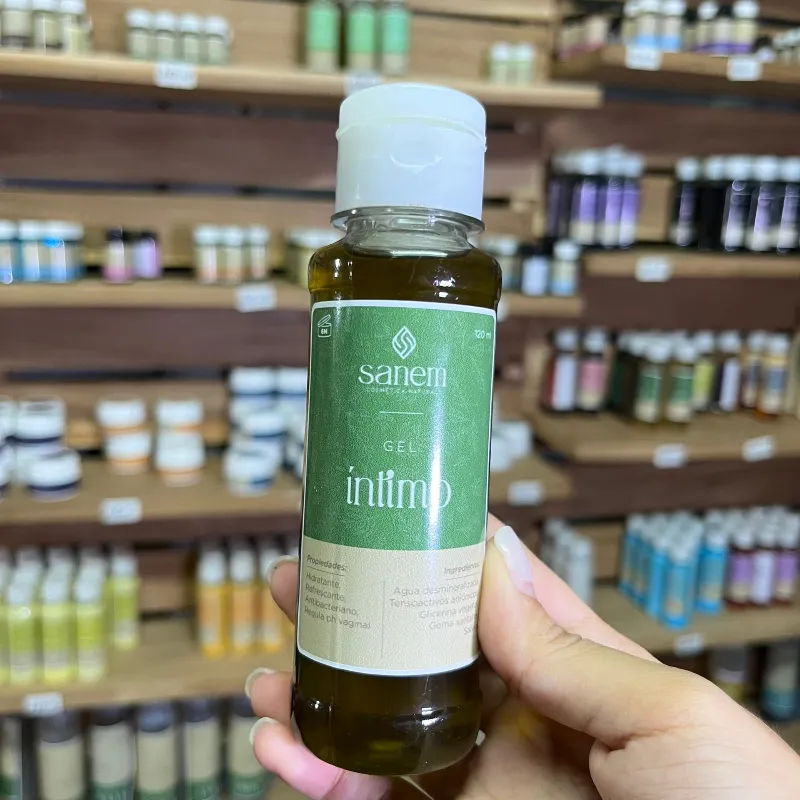 120 ml
sanem
COSMÉTICA NATURAL
GEL
íntimo
Propiedades:
Hidratante,
Refrescante,
Antibacteriano,
Regula ph vaginal
Ingredientes:
Agua desmineralizada
Tensoactivos
Glicerina
Goma